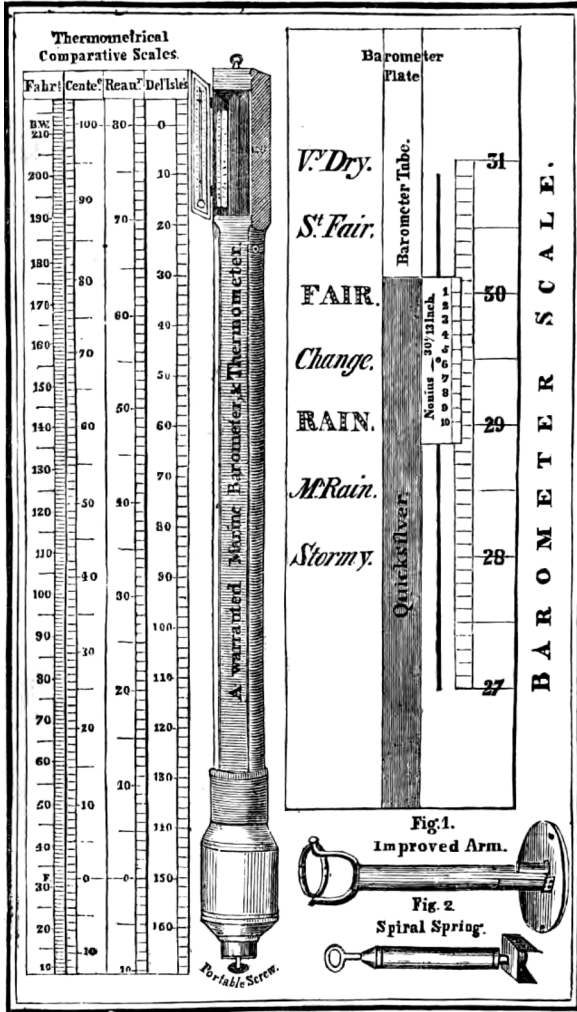 Thermometrical
Comparative Scales.
Fahrt.
Centee.
Reaur.
Del'Isle's
B.W.
210
200
190
180
170
160
150
140
130
120
110
100
90
80
70
60
50
40
F.
30
20
10
100
90
80
70
60
50
40
30
20
10
0
10
80
70
60
50
40
30
20
10
0
10
0
10
20
30
40
50
60
70
80
90
100
110
120
130
140
150
160
A warranted Marine Barometer, & Thermometer.
Portable Screw.
Barometer
Plate
Barometer Tube.
Quicksilver.
Vy. Dry.
St. Fair.
FAIR.
Change.
RAIN.
Mh. Rain.
Stormy.
Nonius
30 1/13 Inch.
1
2
3
4
5
6
7
8
9
10
31
30
29
28
27
BAROMETER SCALE.
Fig.1.
Improved Arm.
Fig. 2
Spiral Spring.